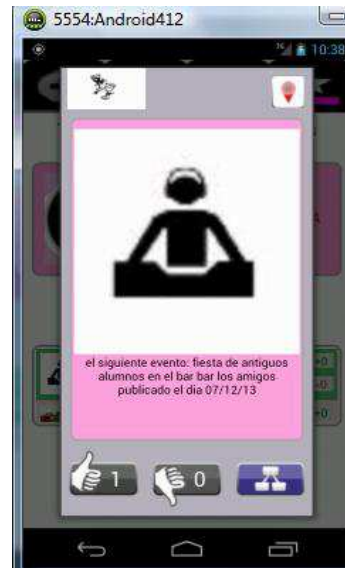 5554:Android412
10:38
el siguiente evento: fiesta de antiguos
alumnos en el bar bar los amigos
publicado el dia 07/12/13
1
0